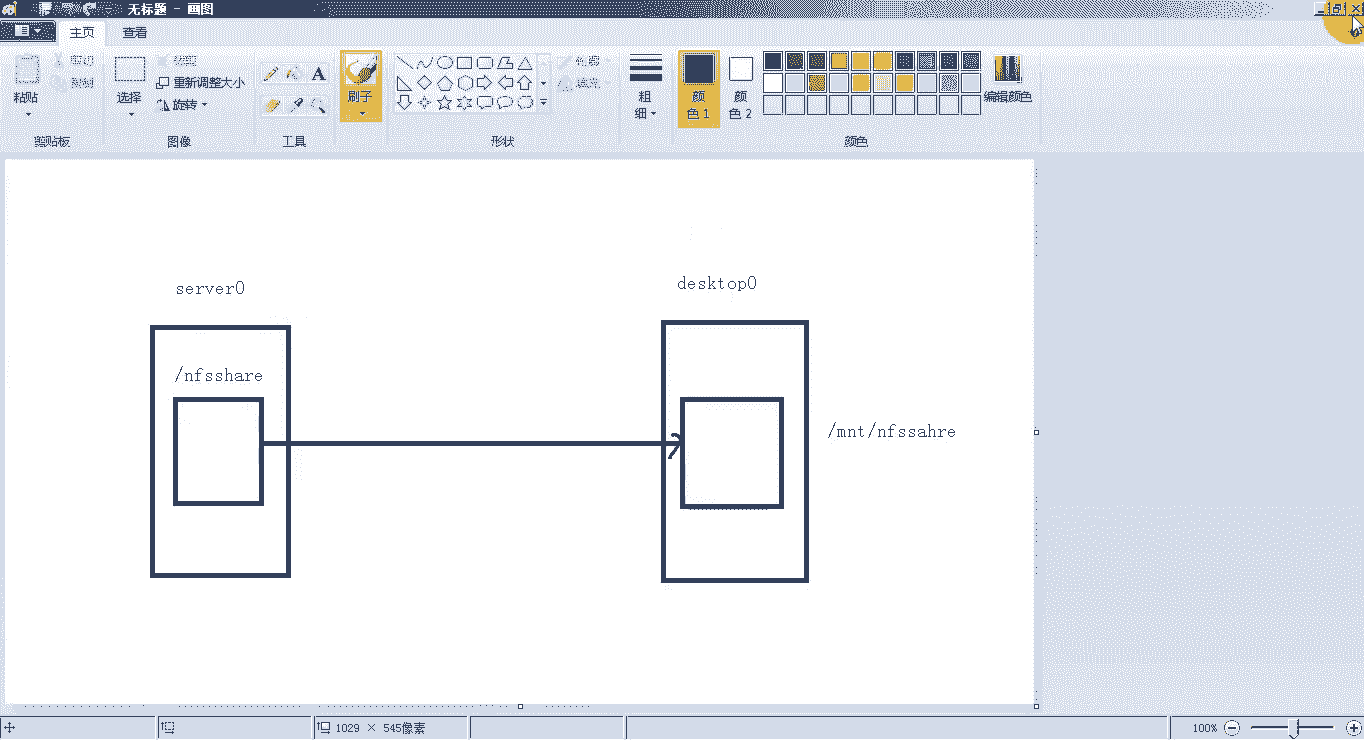 无标题 - 画图
主页 查看
粘贴
剪切
复制
剪贴板
选择
裁剪
重新调整大小
旋转
图像
A
工具
刷子
形状
轮廓
填充
粗
细
颜
色 1
颜
色 2
编辑颜色
颜色
server0
desktop0
/nfsshare
/mnt/nfssahre
1029 × 545像素
100%